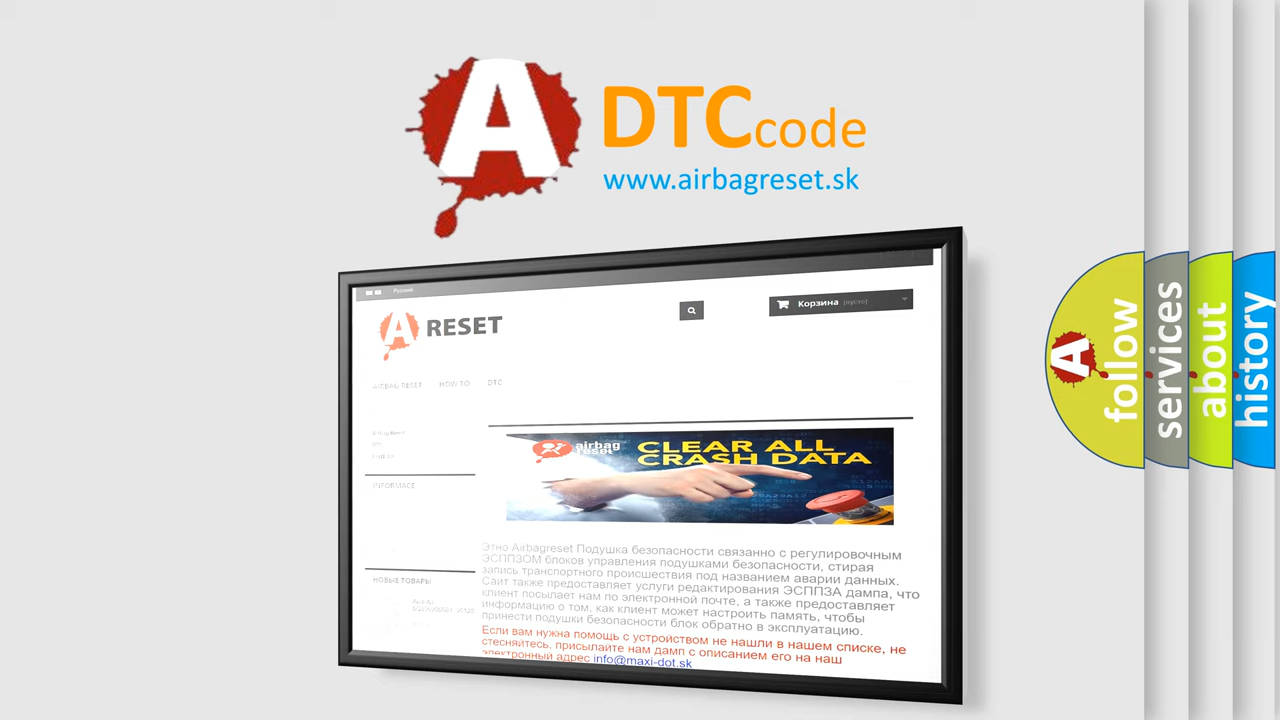 A DTCcode
www.airbagreset.sk
Русский
A RESET
Корзина (пусто)
AIRBAG RESET HOW TO DTC
INFORMACE
НОВЫЕ ТОВАРЫ
airbag
reset
CLEAR ALL
CRASH DATA
Этно Airbagreset Подушка безопасности связанно с регулировочным
ЭСППЗОМ блоков управления подушками безопасности, стирая
запись транспортного происшествия под названием аварии данных.
Сайт также предоставляет услуги редактирования ЭСППЗА дампа, что
клиент посылает нам по электронной почте, а также предоставляет
информацию о том, как клиент может настроить память, чтобы
принести подушки безопасности блок обратно в эксплуатацию.
Если вам нужна помощь с устройством не нашли в нашем списке, не
стесняйтесь, присылайте нам дамп с описанием его на наш
электронный адрес info@maxi-dot.sk
A follow
services
about
history